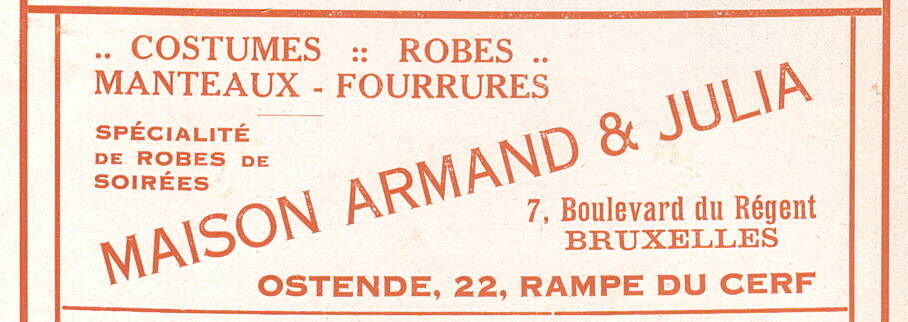 .. COSTUMES :: ROBES ..
MANTEAUX - FOURRURES
SPÉCIALITÉ
DE ROBES DE
SOIRÉES
MAISON ARMAND & JULIA
7, Boulevard du Régent
BRUXELLES
OSTENDE, 22, RAMPE DU CERF